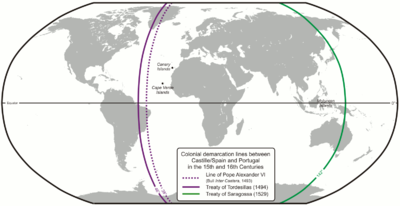 Canary
Islands
Cape Verde
Islands
Moluccas
Islands
Colonial demarcation lines between
Castille/Spain and Portugal
in the 15th and 16th Centuries
Line of Pope Alexander VI
(Bull Inter Caetera, 1493)
Treaty of Tordesillas (1494)
Treaty of Saragossa (1529)